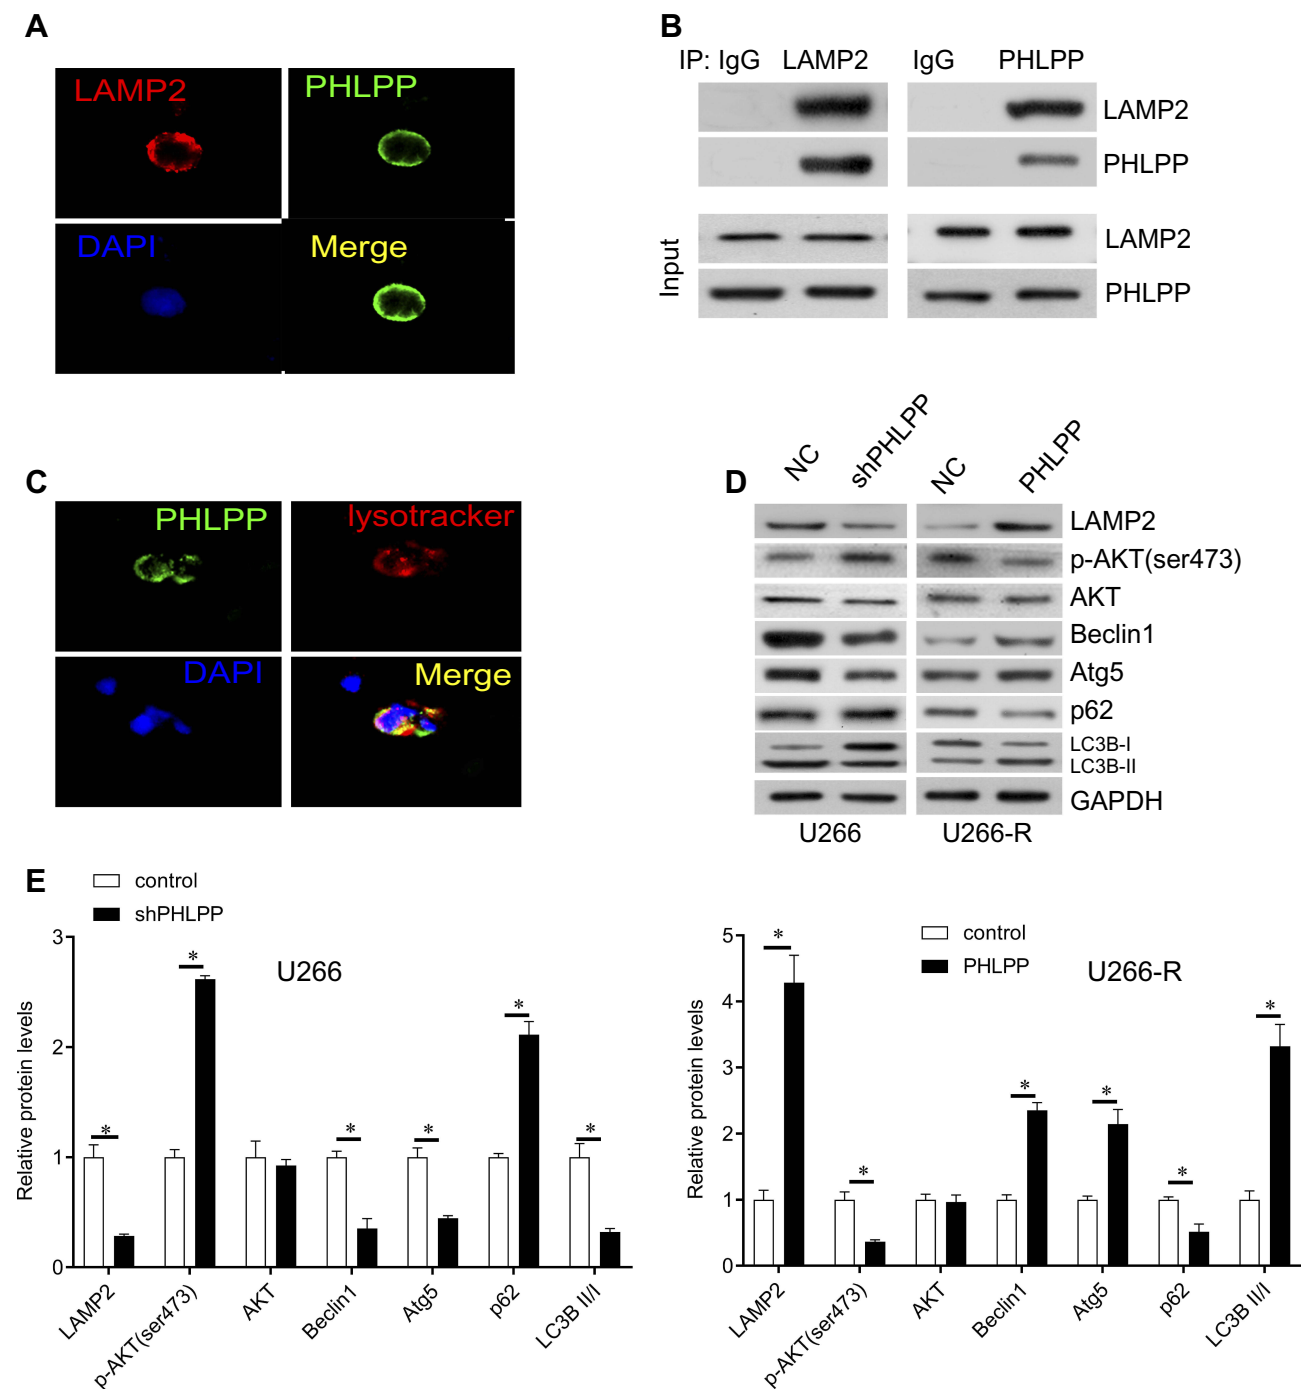 A
LAMP2
PHLPP
DAPI
Merge
B
IP: IgG LAMP2 IgG PHLPP
LAMP2
PHLPP
Input
LAMP2
PHLPP
C
PHLPP
lysotracker
DAPI
Merge
D
NC shPHLPP NC PHLPP
LAMP2
p-AKT(ser473)
AKT
Beclin1
Atg5
p62
LC3B-I
LC3B-II
GAPDH
U266 U266-R
E
control
shPHLPP
U266
Relative protein levels
3
2
1
0
* * * * * *
LAMP2 p-AKT(ser473) AKT Beclin1 Atg5 p62 LC3B II/I
control
PHLPP
U266-R
Relative protein levels
5
4
3
2
1
0
* * * * * *
LAMP2 p-AKT(ser473) AKT Beclin1 Atg5 p62 LC3B II/I